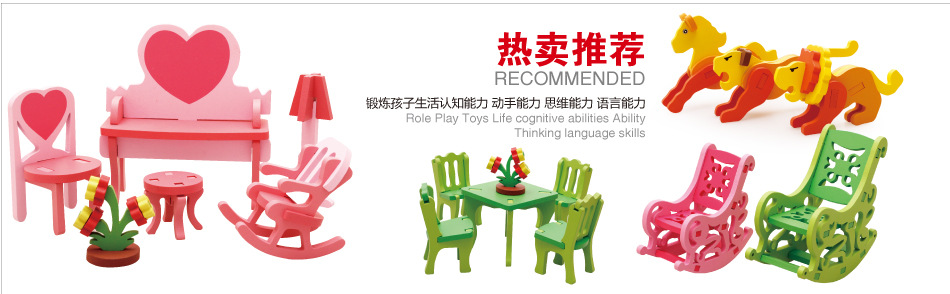 热卖推荐
RECOMMENDED
锻炼孩子生活认知能力 动手能力 思维能力 语言能力
Role Play Toys Life cognitive abilities Ability
Thinking language skills